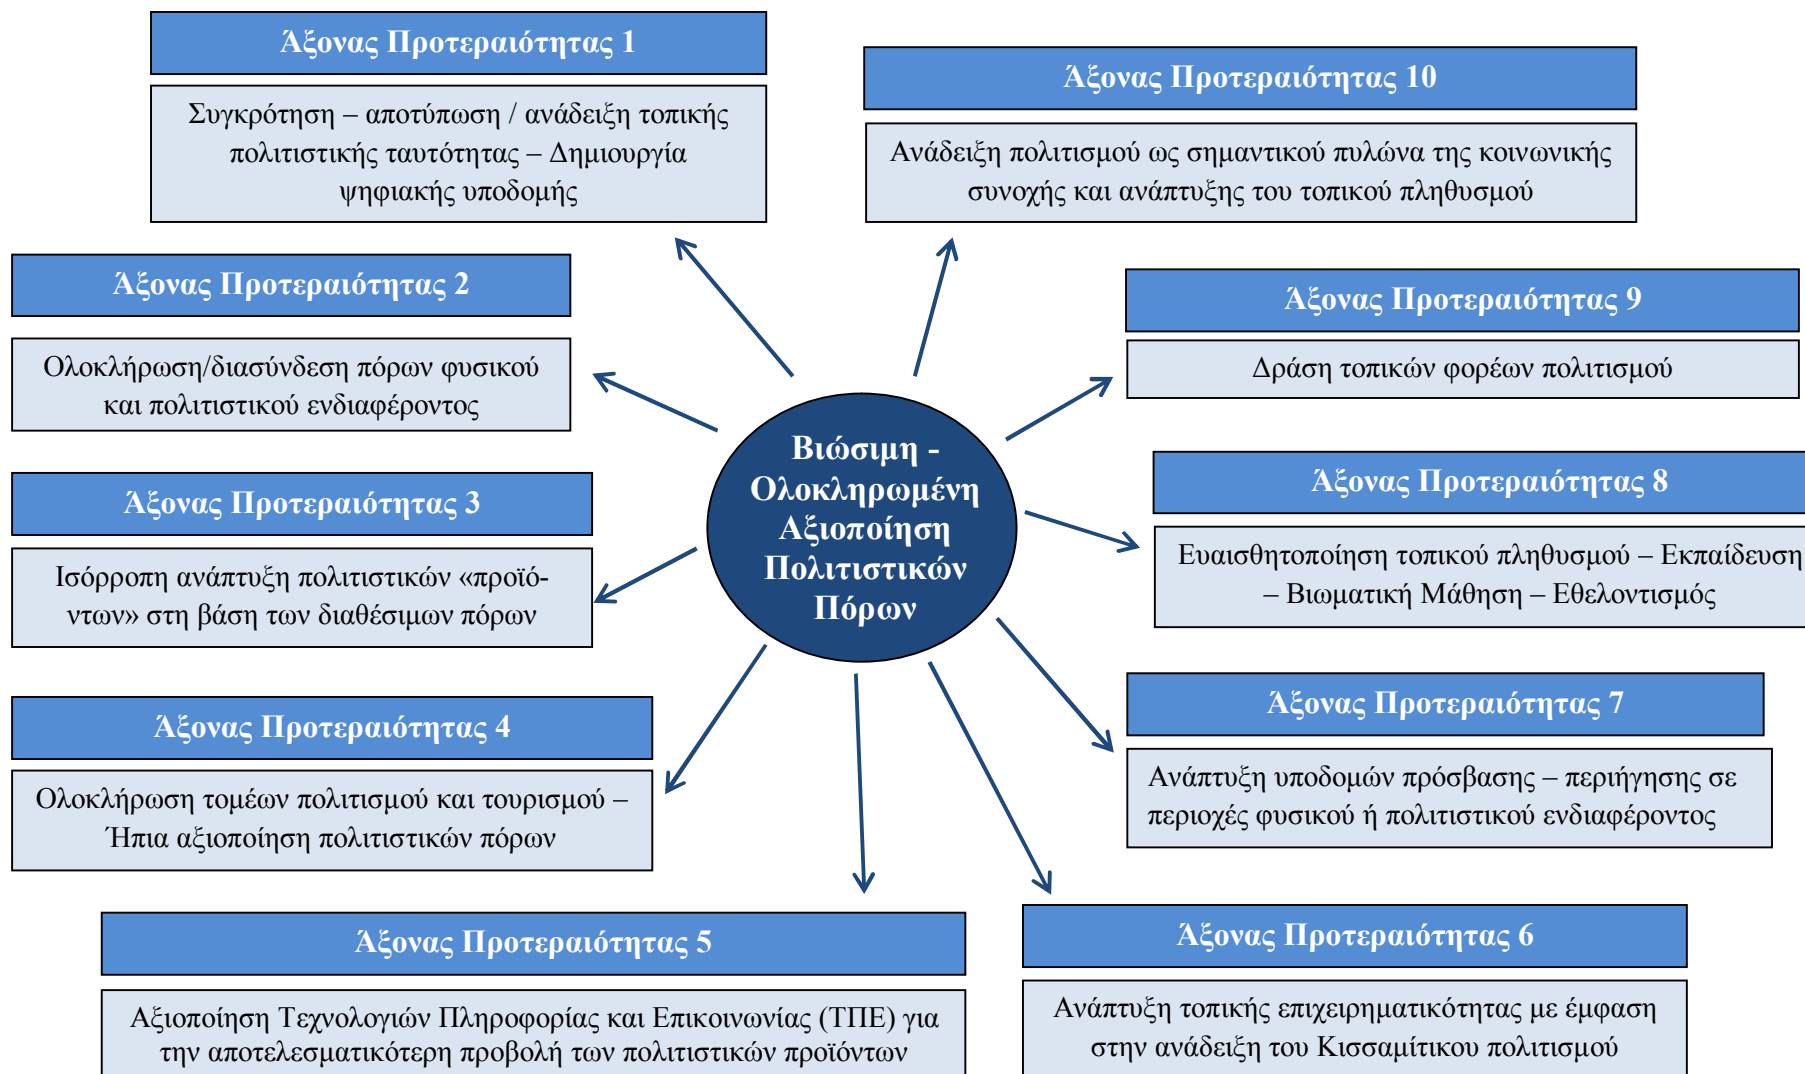 Άξονας Προτεραιότητας 1
Συγκρότηση – αποτύπωση / ανάδειξη τοπικής
πολιτιστικής ταυτότητας – Δημιουργία
ψηφιακής υποδομής
Άξονας Προτεραιότητας 10
Ανάδειξη πολιτισμού ως σημαντικού πυλώνα της κοινωνικής
συνοχής και ανάπτυξης του τοπικού πληθυσμού
Άξονας Προτεραιότητας 2
Ολοκλήρωση/διασύνδεση πόρων φυσικού
και πολιτιστικού ενδιαφέροντος
Άξονας Προτεραιότητας 9
Δράση τοπικών φορέων πολιτισμού
Βιώσιμη -
Ολοκληρωμένη
Αξιοποίηση
Πολιτιστικών
Πόρων
Άξονας Προτεραιότητας 3
Ισόρροπη ανάπτυξη πολιτιστικών «προϊό-
ντων» στη βάση των διαθέσιμων πόρων
Άξονας Προτεραιότητας 8
Ευαισθητοποίηση τοπικού πληθυσμού – Εκπαίδευση
– Βιωματική Μάθηση – Εθελοντισμός
Άξονας Προτεραιότητας 4
Ολοκλήρωση τομέων πολιτισμού και τουρισμού –
Ήπια αξιοποίηση πολιτιστικών πόρων
Άξονας Προτεραιότητας 7
Ανάπτυξη υποδομών πρόσβασης – περιήγησης σε
περιοχές φυσικού ή πολιτιστικού ενδιαφέροντος
Άξονας Προτεραιότητας 5
Αξιοποίηση Τεχνολογιών Πληροφορίας και Επικοινωνίας (ΤΠΕ) για
την αποτελεσματικότερη προβολή των πολιτιστικών προϊόντων
Άξονας Προτεραιότητας 6
Ανάπτυξη τοπικής επιχειρηματικότητας με έμφαση
στην ανάδειξη του Κισσαμίτικου πολιτισμού